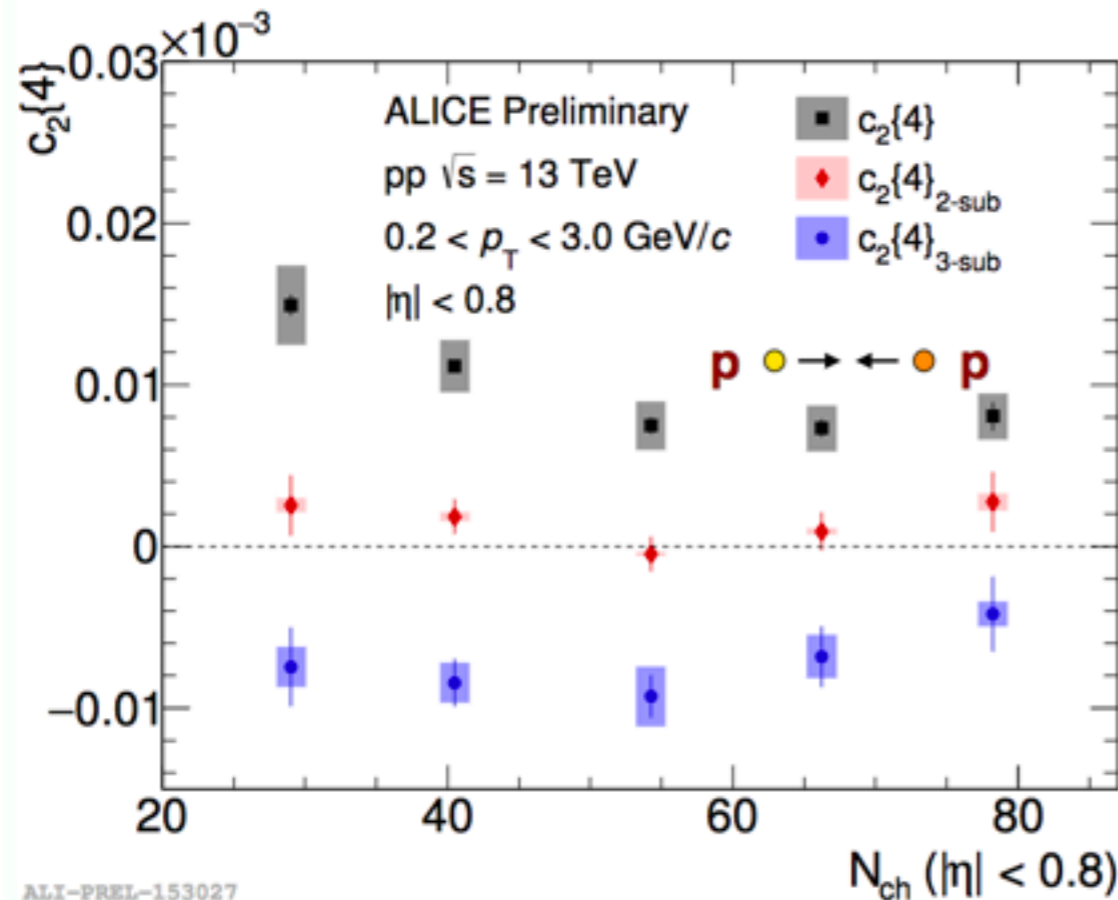 ×10⁻³
c₂{4}
0.03
ALICE Preliminary
pp √s = 13 TeV
0.2 < p_T < 3.0 GeV/c
|η| < 0.8
c₂{4}
c₂{4}₂₋sub
c₂{4}₃₋sub
0.02
p p
0.01
0
−0.01
20 40 60 80
N_ch (|η| < 0.8)
ALI-PREL-153027